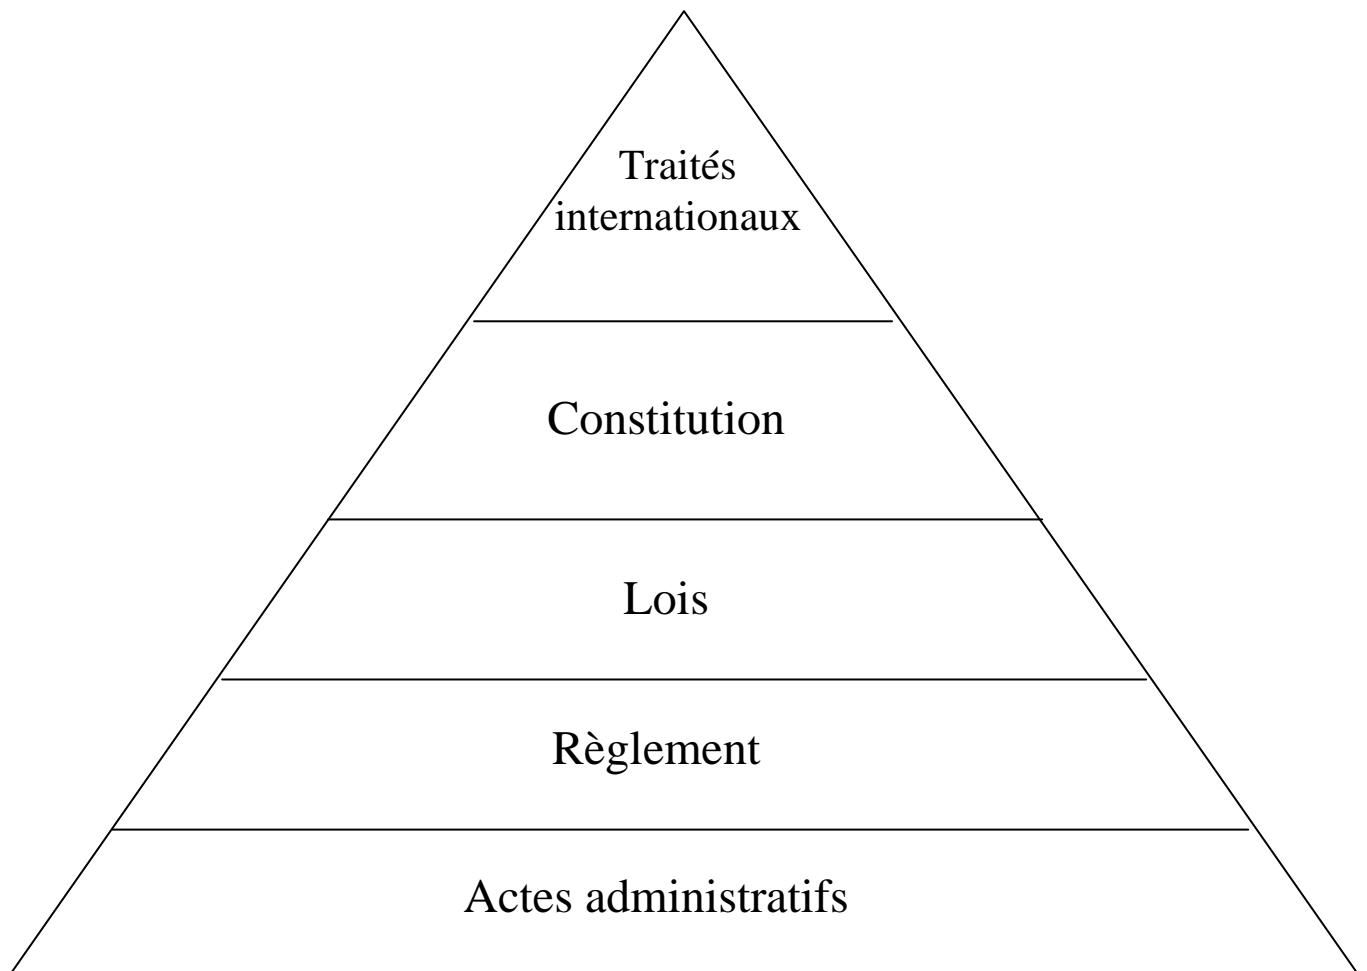 Traités
internationaux
Constitution
Lois
Règlement
Actes administratifs